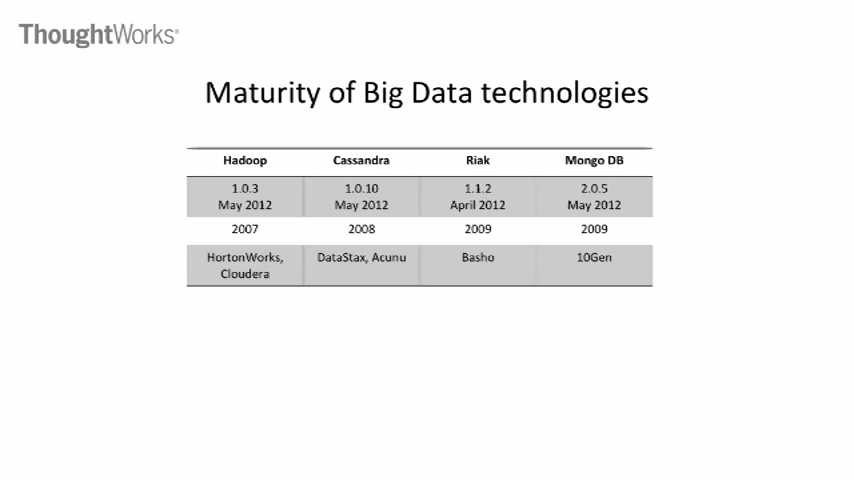 ThoughtWorks®
Maturity of Big Data technologies
Hadoop Cassandra Riak Mongo DB
1.0.3 1.0.10 1.1.2 2.0.5
May 2012 May 2012 April 2012 May 2012
2007 2008 2009 2009
HortonWorks, DataStax, Acunu Basho 10Gen
Cloudera